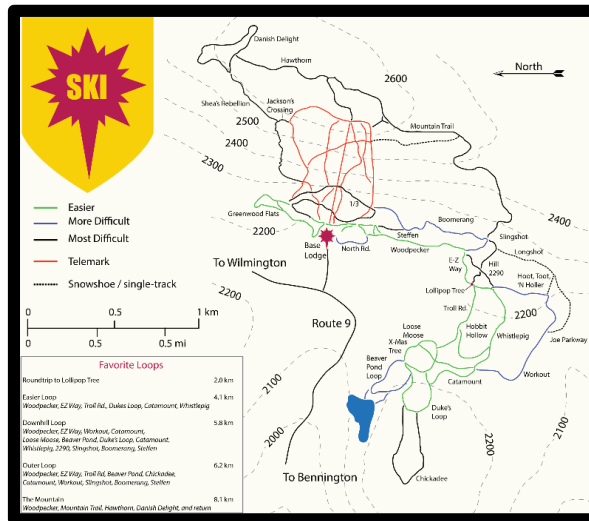 SKI
Danish Delight
Hawthorn
North
2600
Shea's Rebellion
Jackson's
Crossing
2500
Mountain Trail
2400
2300
Easier
More Difficult
Most Difficult
Telemark
Snowshoe / single-track
Greenwood Flats
1/3
2200
2400
Boomerang
Steffen
Slingshot
Base
Lodge
North Rd.
Woodpecker
Longshot
E-Z
Way
Hill
2290
Hoot, Toot,
'N Holler
To Wilmington
Lollipop Tree
2200
0
0.5
1 km
0
0.5 mi
Route 9
Troll Rd.
2200
Hobbit
Hollow
Whistlepig
Loose
Moose
X-Mas
Tree
Joe Parkway
Beaver
Pond
Loop
Workout
Catamount
2100
2000
Duke's
Loop
2200
2100
To Bennington
Chickadee
Favorite Loops
Roundtrip to Lollipop Tree 2.0 km
Easier Loop 4.1 km
Woodpecker, EZ Way, Troll Rd., Dukes Loop, Catamount, Whistlepig
Downhill Loop 5.8 km
Woodpecker, EZ Way, Workout, Catamount,
Loose Moose, Beaver Pond, Duke's Loop, Catamount,
Whistlepig, 2290, Slingshot, Boomerang, Steffen
Outer Loop 6.2 km
Woodpecker, EZ Way, Troll Rd, Beaver Pond, Chickadee,
Catamount, Workout, Slingshot, Boomerang, Steffen
The Mountain 8.1 km
Woodpecker, Mountain Trail, Hawthorn, Danish Delight, and return